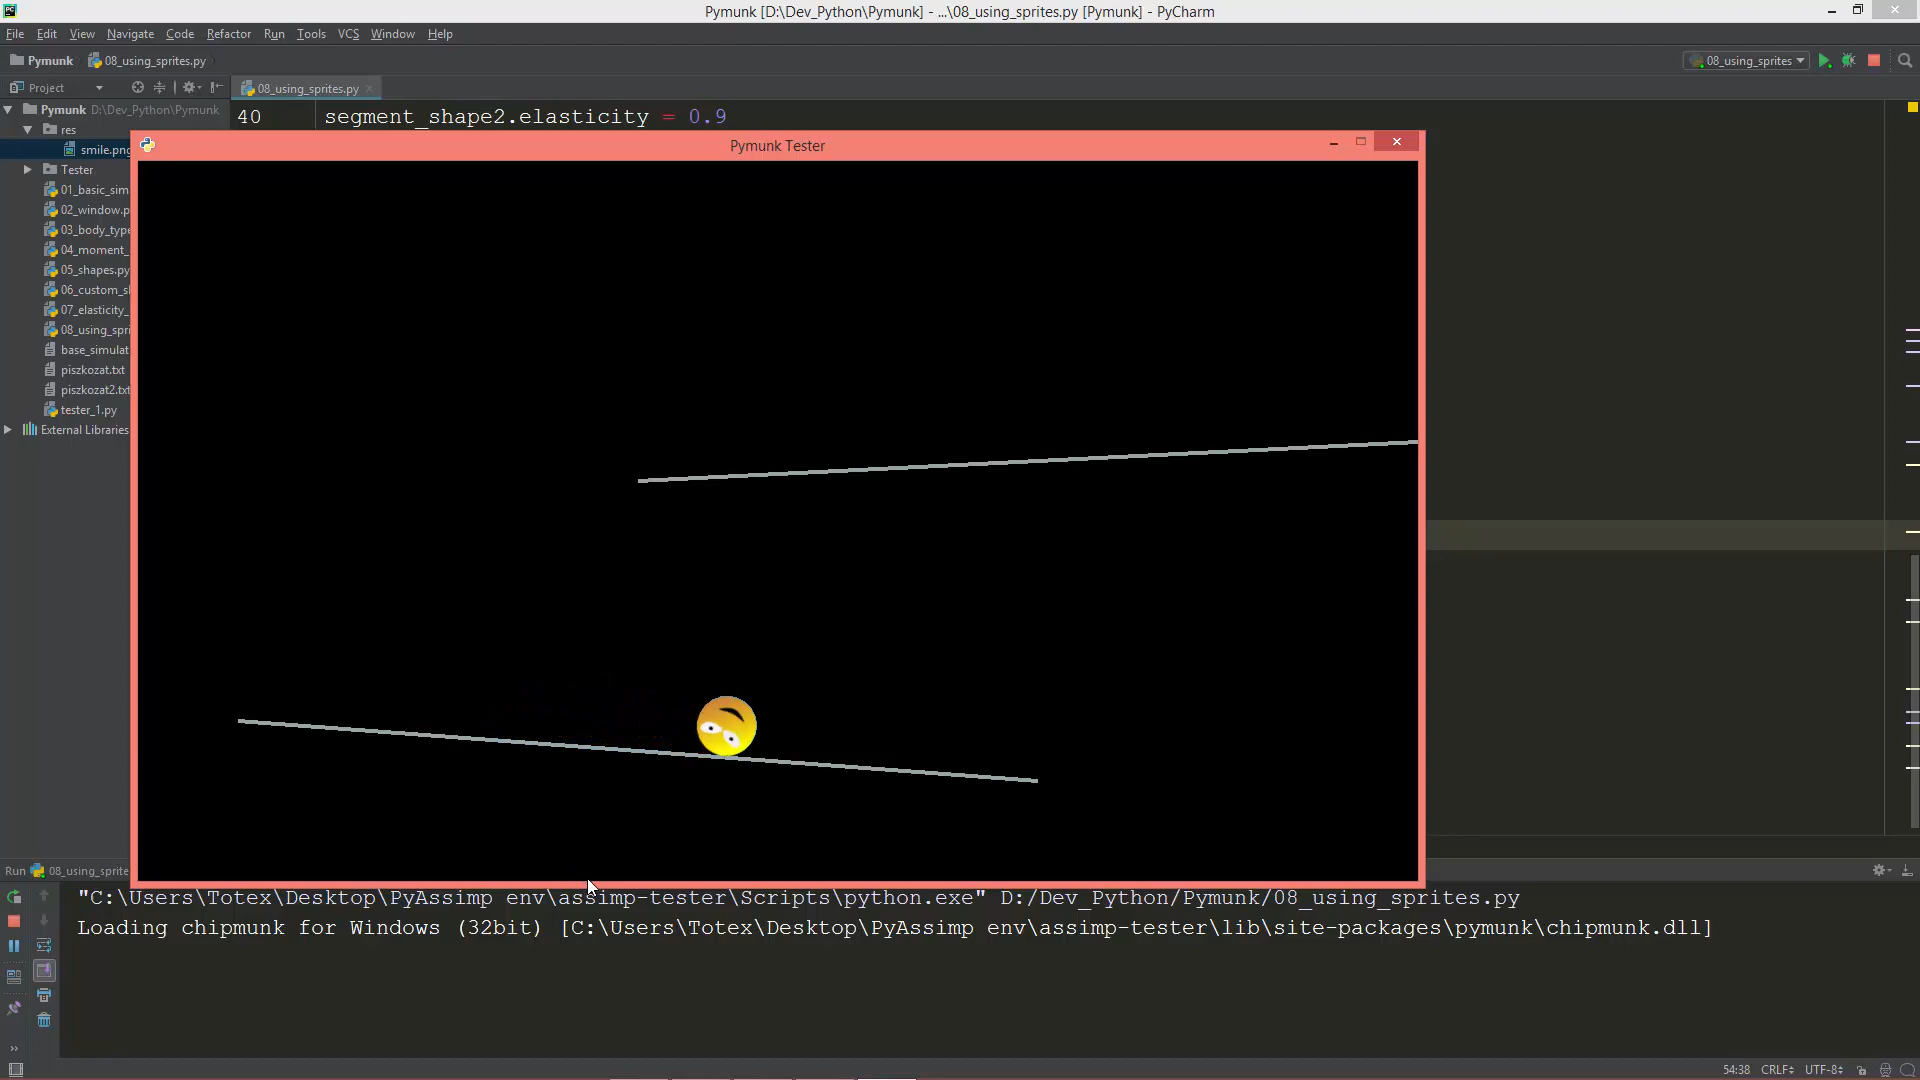 Pymunk [D:\Dev_Python\Pymunk] - ...\08_using_sprites.py [Pymunk] - PyCharm
File Edit View Navigate Code Refactor Run Tools VCS Window Help
Pymunk 08_using_sprites.py
08_using_sprites
Project
08_using_sprites.py
Pymunk D:\Dev_Python\Pymunk
40 segment_shape2.elasticity = 0.9
res
smile.png
Pymunk Tester
Tester
01_basic_sim
02_window.p
03_body_type
04_moment_
05_shapes.py
06_custom_sl
07_elasticity_
08_using_spri
base_simulat
piszkozat.txt
piszkozat2.txt
tester_1.py
External Libraries
Run 08_using_sprite
"C:\Users\Totex\Desktop\PyAssimp env\assimp-tester\Scripts\python.exe" D:/Dev_Python/Pymunk/08_using_sprites.py
Loading chipmunk for Windows (32bit) [C:\Users\Totex\Desktop\PyAssimp env\assimp-tester\lib\site-packages\pymunk\chipmunk.dll]
54:38 CRLF UTF-8